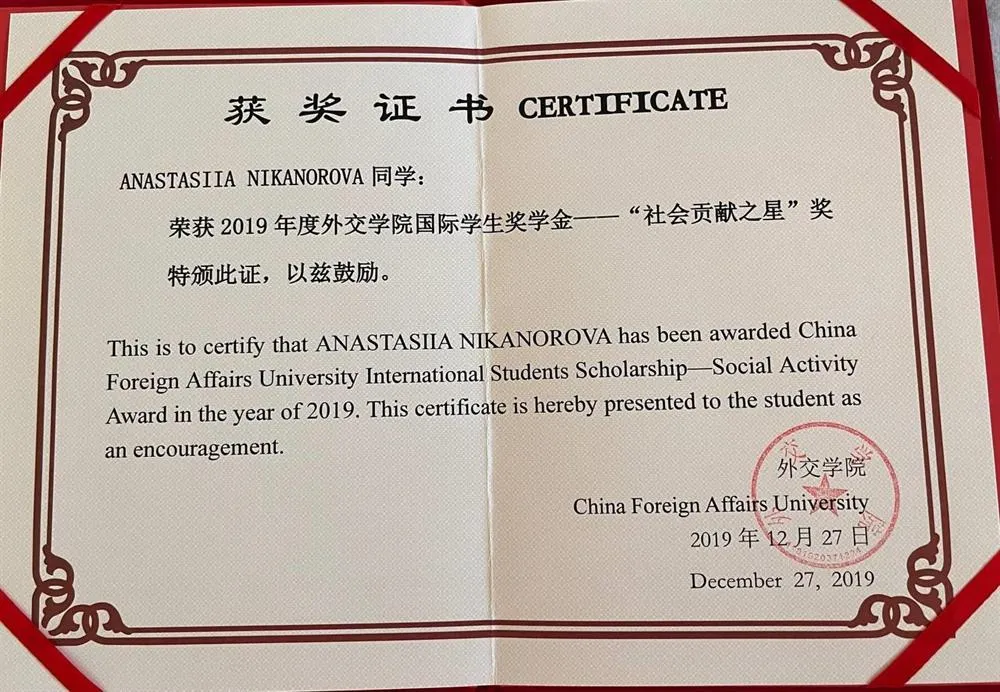 获奖证书 CERTIFICATE
ANASTASIIA NIKANOROVA 同学：
荣获 2019 年度外交学院国际学生奖学金——“社会贡献之星”奖
特颁此证，以兹鼓励。
This is to certify that ANASTASIIA NIKANOROVA has been awarded China
Foreign Affairs University International Students Scholarship—Social Activity
Award in the year of 2019. This certificate is hereby presented to the student as
an encouragement.
外交学院
外交学院
China Foreign Affairs University
2019 年 12 月 27 日
December 27, 2019